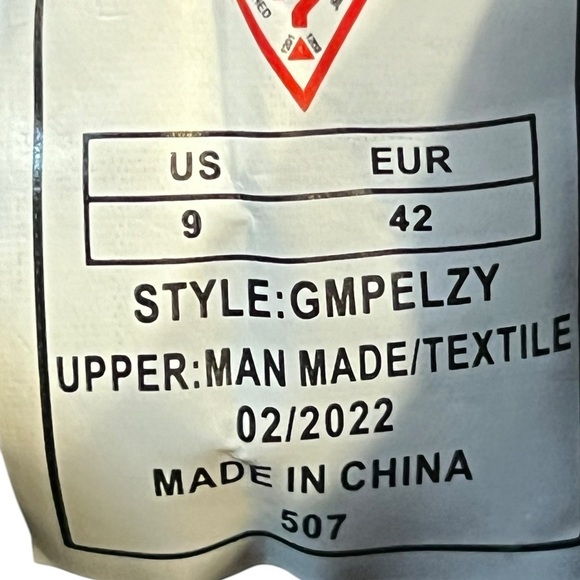 US EUR
9 42
STYLE:GMPELZY
UPPER:MAN MADE/TEXTILE
02/2022
MADE IN CHINA
507